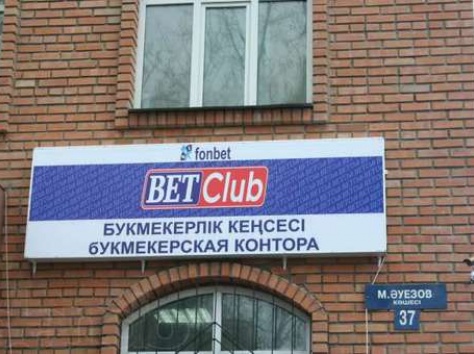 fonbet
BET Club
БУКМЕКЕРЛІК КЕҢСЕСІ
бУКМЕКЕРСКАЯ КОНТОРА
М.ӘУЕЗОВ
КӨШЕСІ
37